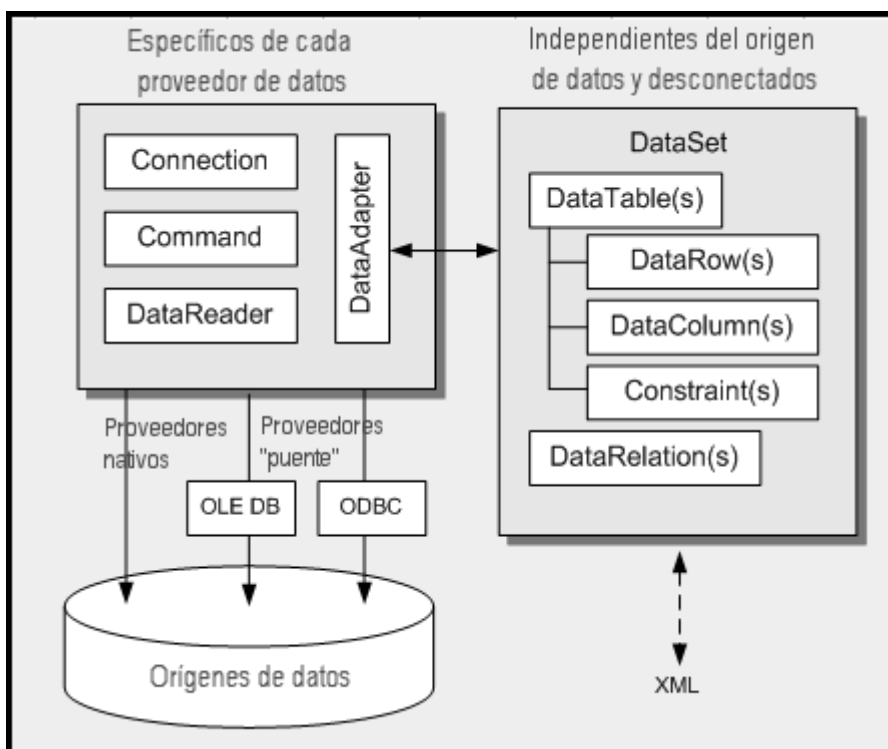 Específicos de cada
proveedor de datos
Connection
Command
DataReader
DataAdapter
Proveedores
nativos
Proveedores
"puente"
OLE DB
ODBC
Orígenes de datos
Independientes del origen
de datos y desconectados
DataSet
DataTable(s)
DataRow(s)
DataColumn(s)
Constraint(s)
DataRelation(s)
XML